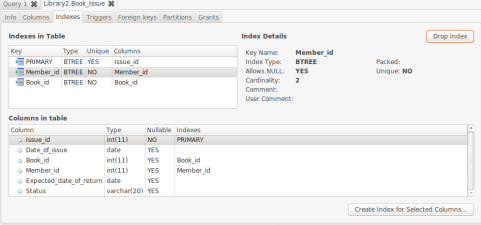 Query 1 Library2.Book_Issue
Info Columns Indexes Triggers Foreign keys Partitions Grants
Indexes in Table
Key Type Unique Columns
PRIMARY BTREE YES Issue_id
Member_id BTREE NO Member_id
Book_id BTREE NO Book_id
Index Details
Drop Index
Key Name: Member_id
Index Type: BTREE Packed:
Allows NULL: YES Unique: NO
Cardinality: 2
Comment:
User Comment:
Columns in table
Column Type Nullable Indexes
Issue_id int(11) NO PRIMARY
Date_of_issue date YES
Book_id int(11) YES Book_id
Member_id int(11) YES Member_id
Expected_date_of_return date YES
Status varchar(20) YES
Create Index for Selected Columns...